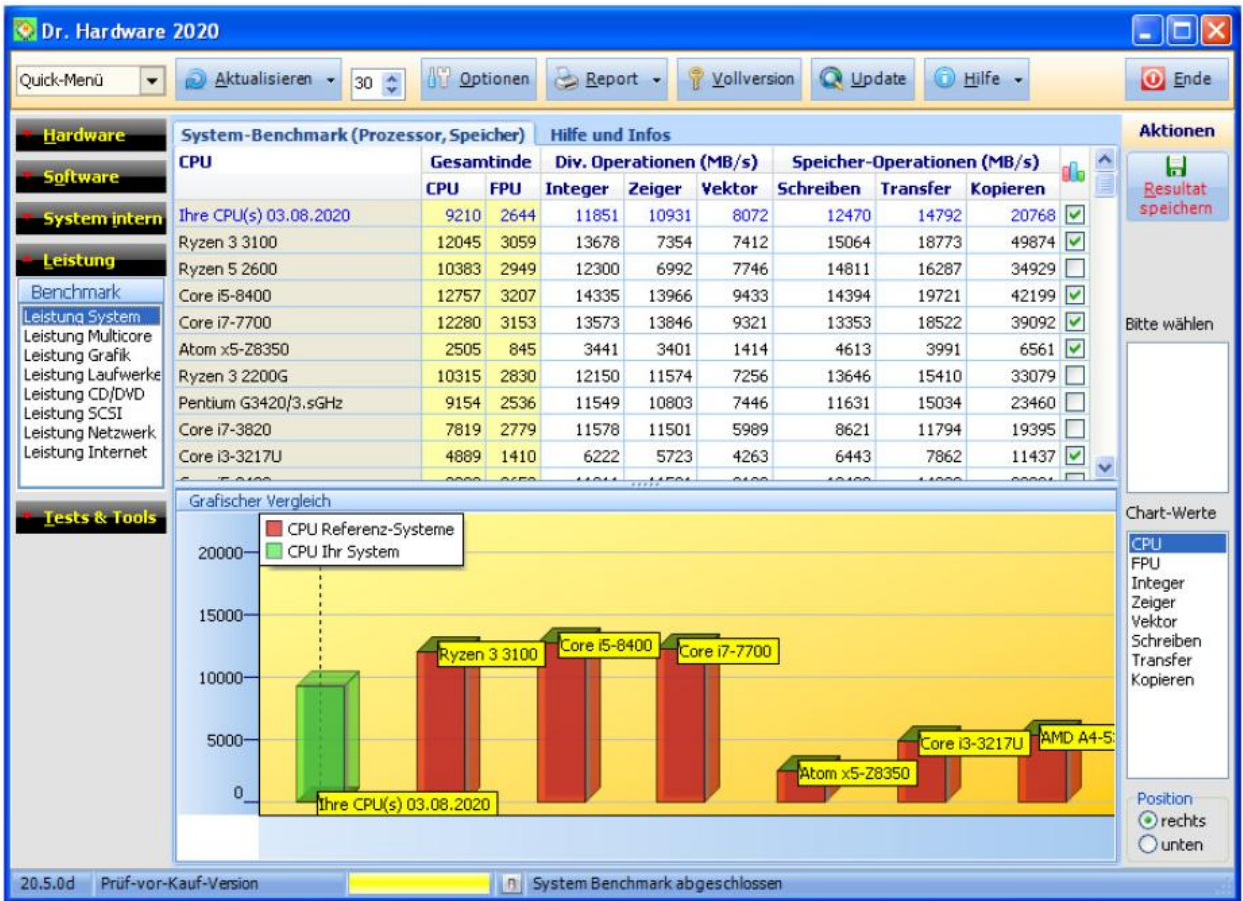 Dr. Hardware 2020
Quick-Menü
Aktualisieren
30
Optionen
Report
Vollversion
Update
Hilfe
Ende
Hardware
Software
System intern
Leistung
Benchmark
Leistung System
Leistung Multicore
Leistung Grafik
Leistung Laufwerke
Leistung CD/DVD
Leistung SCSI
Leistung Netzwerk
Leistung Internet
Tests & Tools
System-Benchmark (Prozessor, Speicher) Hilfe und Infos
CPU Gesamtinde Div. Operationen (MB/s) Speicher-Operationen (MB/s)
CPU FPU Integer Zeiger Vektor Schreiben Transfer Kopieren
Ihre CPU(s) 03.08.2020 9210 2644 11851 10931 8072 12470 14792 20768
Ryzen 3 3100 12045 3059 13678 7354 7412 15064 18773 49874
Ryzen 5 2600 10383 2949 12300 6992 7746 14811 16287 34929
Core i5-8400 12757 3207 14335 13966 9433 14394 19721 42199
Core i7-7700 12280 3153 13573 13846 9321 13353 18522 39092
Atom x5-Z8350 2505 845 3441 3401 1414 4613 3991 6561
Ryzen 3 2200G 10315 2830 12150 11574 7256 13646 15410 33079
Pentium G3420/3.sGHz 9154 2536 11549 10803 7446 11631 15034 23460
Core i7-3820 7819 2779 11578 11501 5989 8621 11794 19395
Core i3-3217U 4889 1410 6222 5723 4263 6443 7862 11437
Grafischer Vergleich
CPU Referenz-Systeme
CPU Ihr System
20000
15000
10000
5000
0
Ihre CPU(s) 03.08.2020
Ryzen 3 3100
Core i5-8400
Core i7-7700
Atom x5-Z8350
Core i3-3217U
AMD A4-5
Aktionen
Resultat
speichern
Bitte wählen
Chart-Werte
CPU
FPU
Integer
Zeiger
Vektor
Schreiben
Transfer
Kopieren
Position
rechts
unten
20.5.0d Prüf-vor-Kauf-Version System Benchmark abgeschlossen